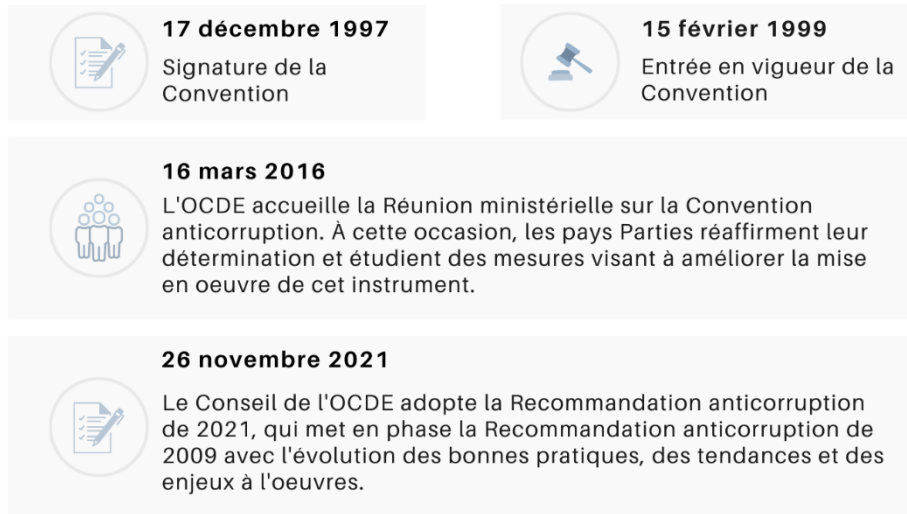 17 décembre 1997
Signature de la
Convention
15 février 1999
Entrée en vigueur de la
Convention
16 mars 2016
L'OCDE accueille la Réunion ministérielle sur la Convention
anticorruption. À cette occasion, les pays Parties réaffirment leur
détermination et étudient des mesures visant à améliorer la mise
en oeuvre de cet instrument.
26 novembre 2021
Le Conseil de l'OCDE adopte la Recommandation anticorruption
de 2021, qui met en phase la Recommandation anticorruption de
2009 avec l'évolution des bonnes pratiques, des tendances et des
enjeux à l'oeuvres.